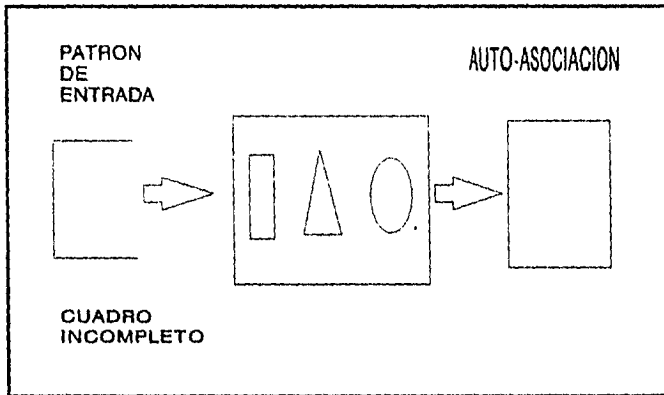 PATRON
DE
ENTRADA
AUTO-ASOCIACION
CUADRO
INCOMPLETO